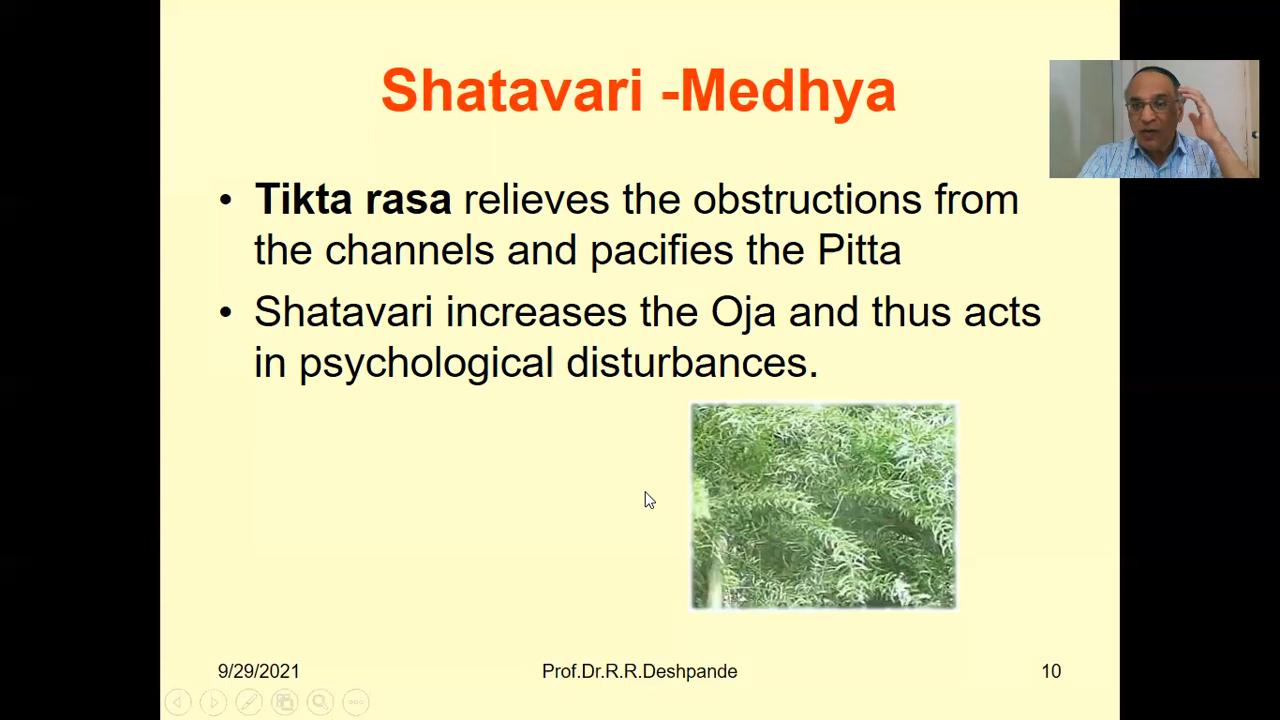 Shatavari -Medhya
• Tikta rasa relieves the obstructions from
the channels and pacifies the Pitta
• Shatavari increases the Oja and thus acts
in psychological disturbances.
9/29/2021 Prof.Dr.R.R.Deshpande 10